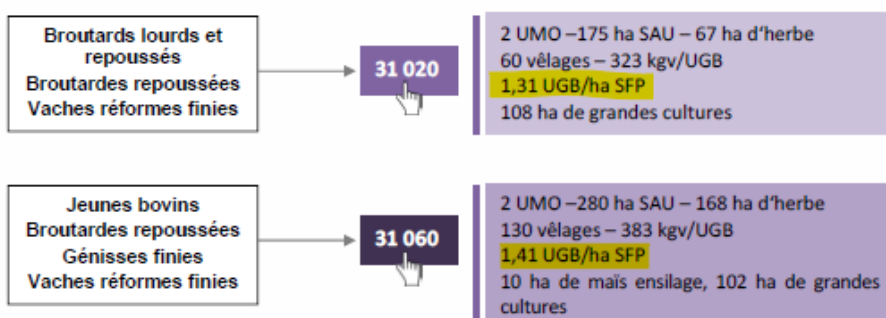 Broutards lourds et
repoussés
Broutardes repoussées
Vaches réformes finies
31 020
2 UMO –175 ha SAU – 67 ha d'herbe
60 vêlages – 323 kgv/UGB
1,31 UGB/ha SFP
108 ha de grandes cultures
Jeunes bovins
Broutardes repoussées
Génisses finies
Vaches réformes finies
31 060
2 UMO –280 ha SAU – 168 ha d'herbe
130 vêlages – 383 kgv/UGB
1,41 UGB/ha SFP
10 ha de maïs ensilage, 102 ha de grandes
cultures